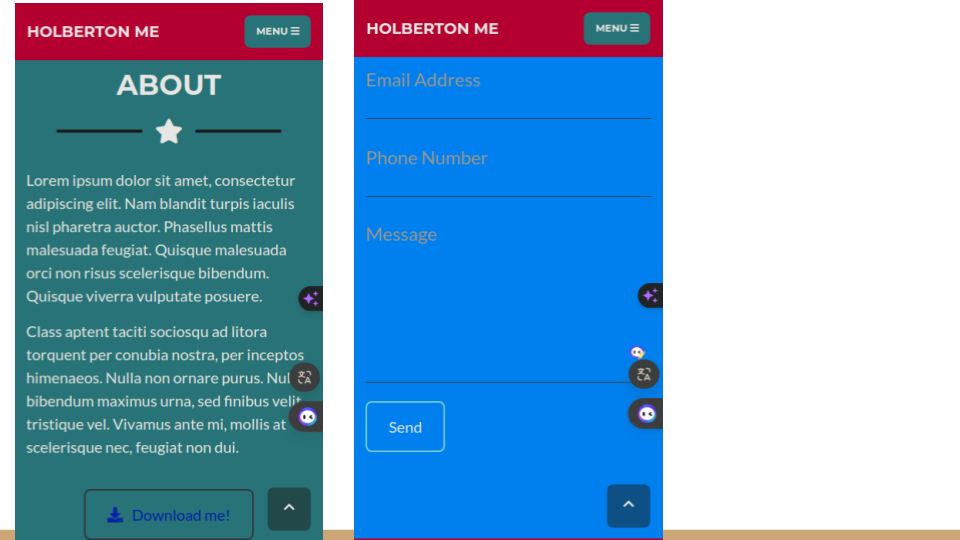 HOLBERTON ME
MENU
ABOUT
Lorem ipsum dolor sit amet, consectetur
adipiscing elit. Nam blandit turpis iaculis
nisl pharetra auctor. Phasellus mattis
malesuada feugiat. Quisque malesuada
orci non risus scelerisque bibendum.
Quisque viverra vulputate posuere.
Class aptent taciti sociosqu ad litora
torquent per conubia nostra, per inceptos
himenaeos. Nulla non ornare purus.
bibendum maximus urna, sed finibus velit
tristique vel. Vivamus ante mi, mollis at
scelerisque nec, feugiat non dui.
Download me!
HOLBERTON ME
MENU
Email Address
Phone Number
Message
Send